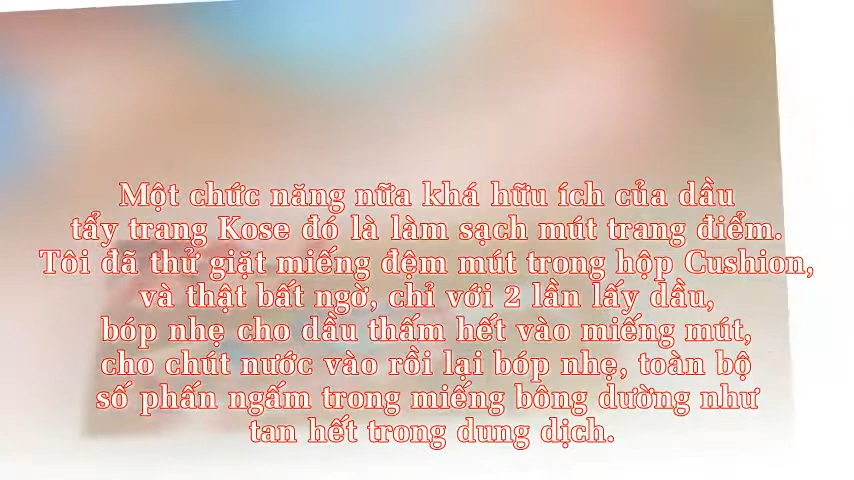 Một chức năng nữa khá hữu ích của dầu
tẩy trang Kose đó là làm sạch mút trang điểm.
Tôi đã thử giặt miếng đệm mút trong hộp Cushion,
và thật bất ngờ, chỉ với 2 lần lấy dầu,
bóp nhẹ cho dầu thấm hết vào miếng mút,
cho chút nước vào rồi lại bóp nhẹ, toàn bộ
số phấn ngấm trong miếng bông dường như
tan hết trong dung dịch.